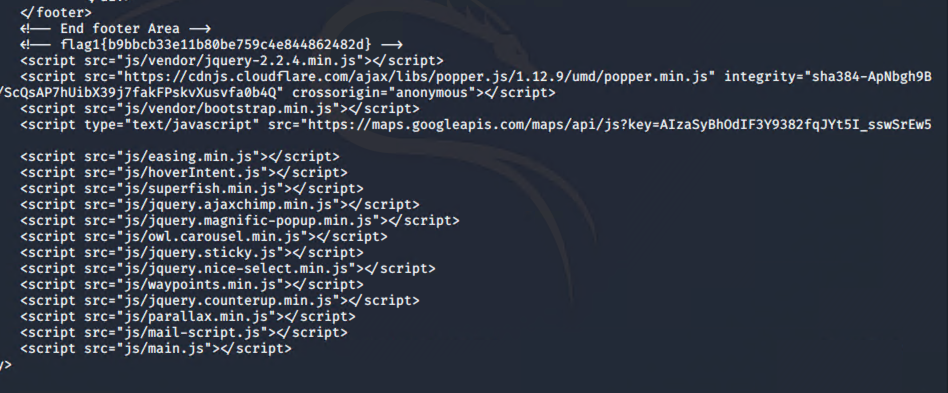 </footer>
<!-- End footer Area -->
<!-- flag1{b9bbcb33e11b80be759c4e844862482d} -->
<script src="js/vendor/jquery-2.2.4.min.js"></script>
<script src="https://cdnjs.cloudflare.com/ajax/libs/popper.js/1.12.9/umd/popper.min.js" integrity="sha384-ApNbgh9B
/ScQsAP7hUibX39j7fakFPskvXusvfa0b4Q" crossorigin="anonymous"></script>
<script src="js/vendor/bootstrap.min.js"></script>
<script type="text/javascript" src="https://maps.googleapis.com/maps/api/js?key=AIzaSyBhOdIF3Y9382fqJYt5I_sswSrEw5
<script src="js/easing.min.js"></script>
<script src="js/hoverIntent.js"></script>
<script src="js/superfish.min.js"></script>
<script src="js/jquery.ajaxchimp.min.js"></script>
<script src="js/jquery.magnific-popup.min.js"></script>
<script src="js/owl.carousel.min.js"></script>
<script src="js/jquery.sticky.js"></script>
<script src="js/jquery.nice-select.min.js"></script>
<script src="js/waypoints.min.js"></script>
<script src="js/jquery.counterup.min.js"></script>
<script src="js/parallax.min.js"></script>
<script src="js/mail-script.js"></script>
<script src="js/main.js"></script>
y>